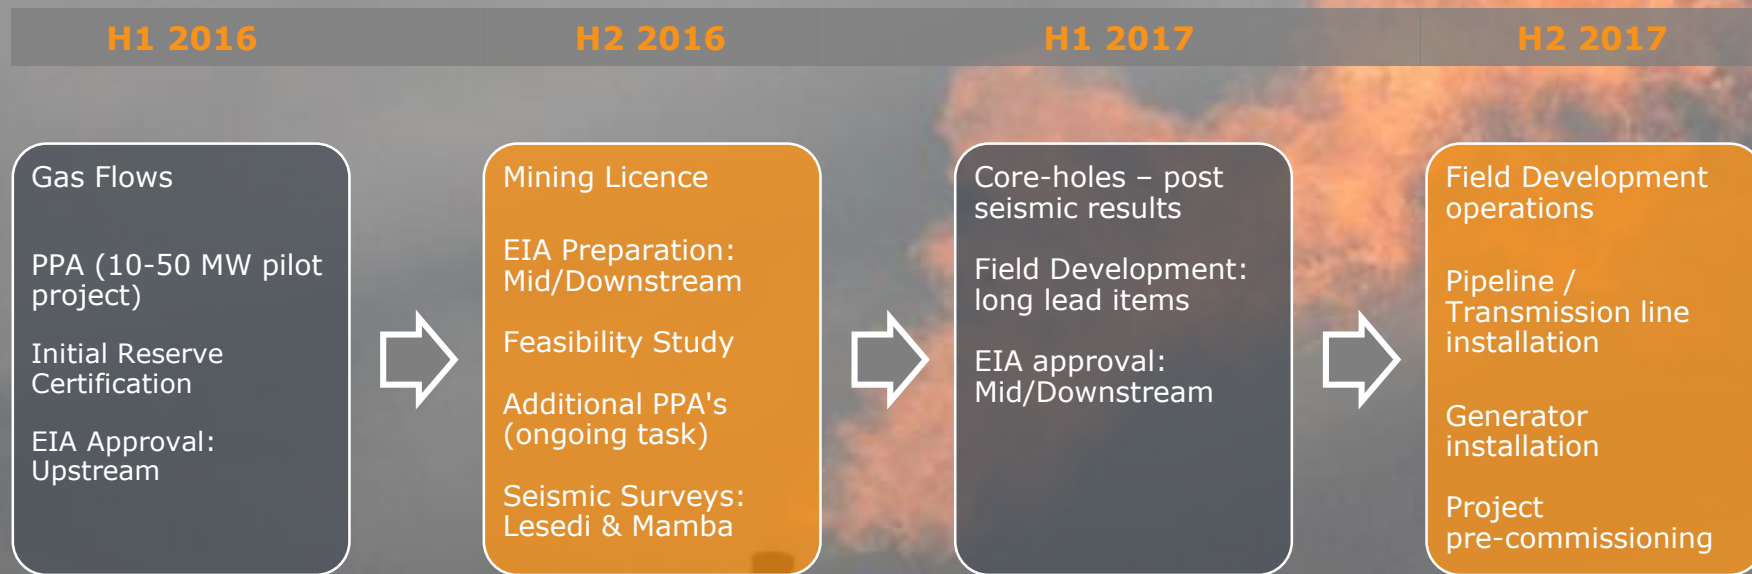 H1 2016
H2 2016
H1 2017
H2 2017
Gas Flows
PPA (10-50 MW pilot
project)
Initial Reserve
Certification
EIA Approval:
Upstream
Mining Licence
EIA Preparation:
Mid/Downstream
Feasibility Study
Additional PPA's
(ongoing task)
Seismic Surveys:
Lesedi & Mamba
Core-holes – post
seismic results
Field Development:
long lead items
EIA approval:
Mid/Downstream
Field Development
operations
Pipeline /
Transmission line
installation
Generator
installation
Project
pre-commissioning